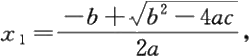 x₁ = (-b + √(b² - 4ac)) / 2a,